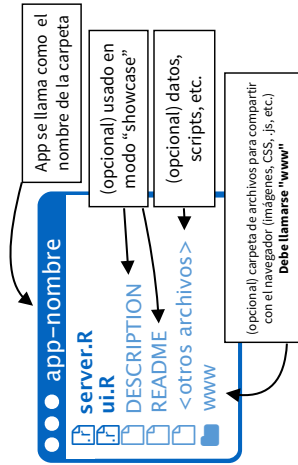 App se llama como el
nombre de la carpeta
app-nombre
.r server.R
.r ui.R
DESCRIPTION
README
<otros archivos>
www
(opcional) usado en
modo “showcase”
(opcional) datos,
scripts, etc.
(opcional) carpeta de archivos para compartir
con el navegador (imágenes, CSS, .js, etc.)
Debe llamarse "www"